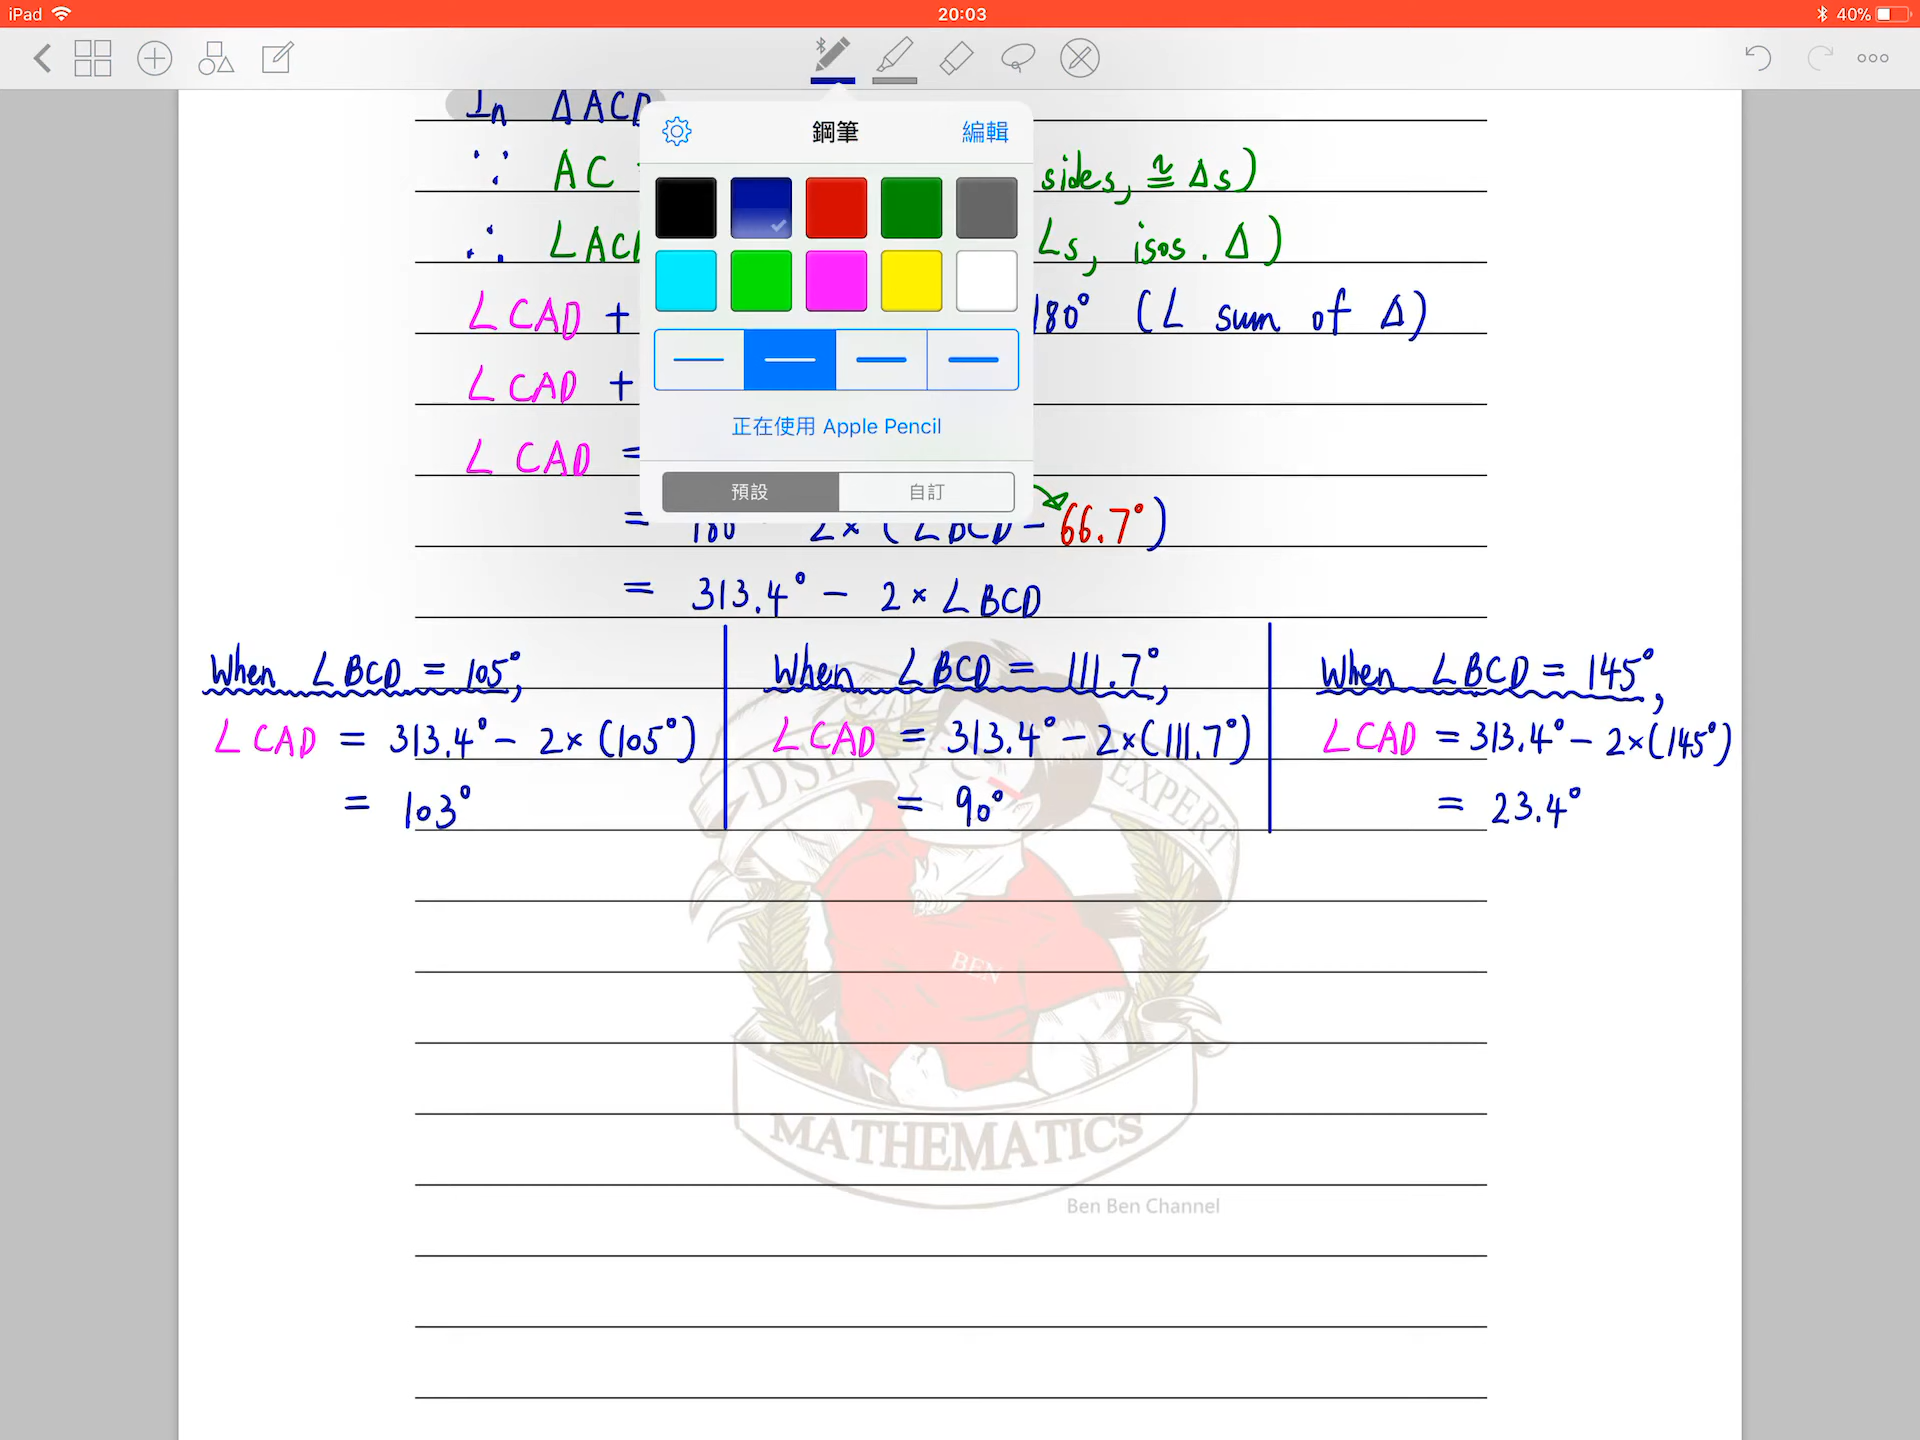 iPad 20:03 40%
鋼筆 編輯
正在使用 Apple Pencil
預設 自訂
In ΔACD
∵ AC sides, ≅ Δs)
∴ ∠ACD ∠s, isos. Δ)
∠CAD + 180° (∠ sum of Δ)
∠CAD +
∠CAD =
= 180° - 2 × (∠BCD - 66.7°)
= 313.4° - 2 × ∠BCD
When ∠BCD = 105°,
∠CAD = 313.4° - 2 × (105°)
= 103°
When ∠BCD = 111.7°,
∠CAD = 313.4° - 2×(111.7°)
= 90°
When ∠BCD = 145°,
∠CAD = 313.4° - 2×(145°)
= 23.4°
DSE EXPERT
BEN
MATHEMATICS
Ben Ben Channel